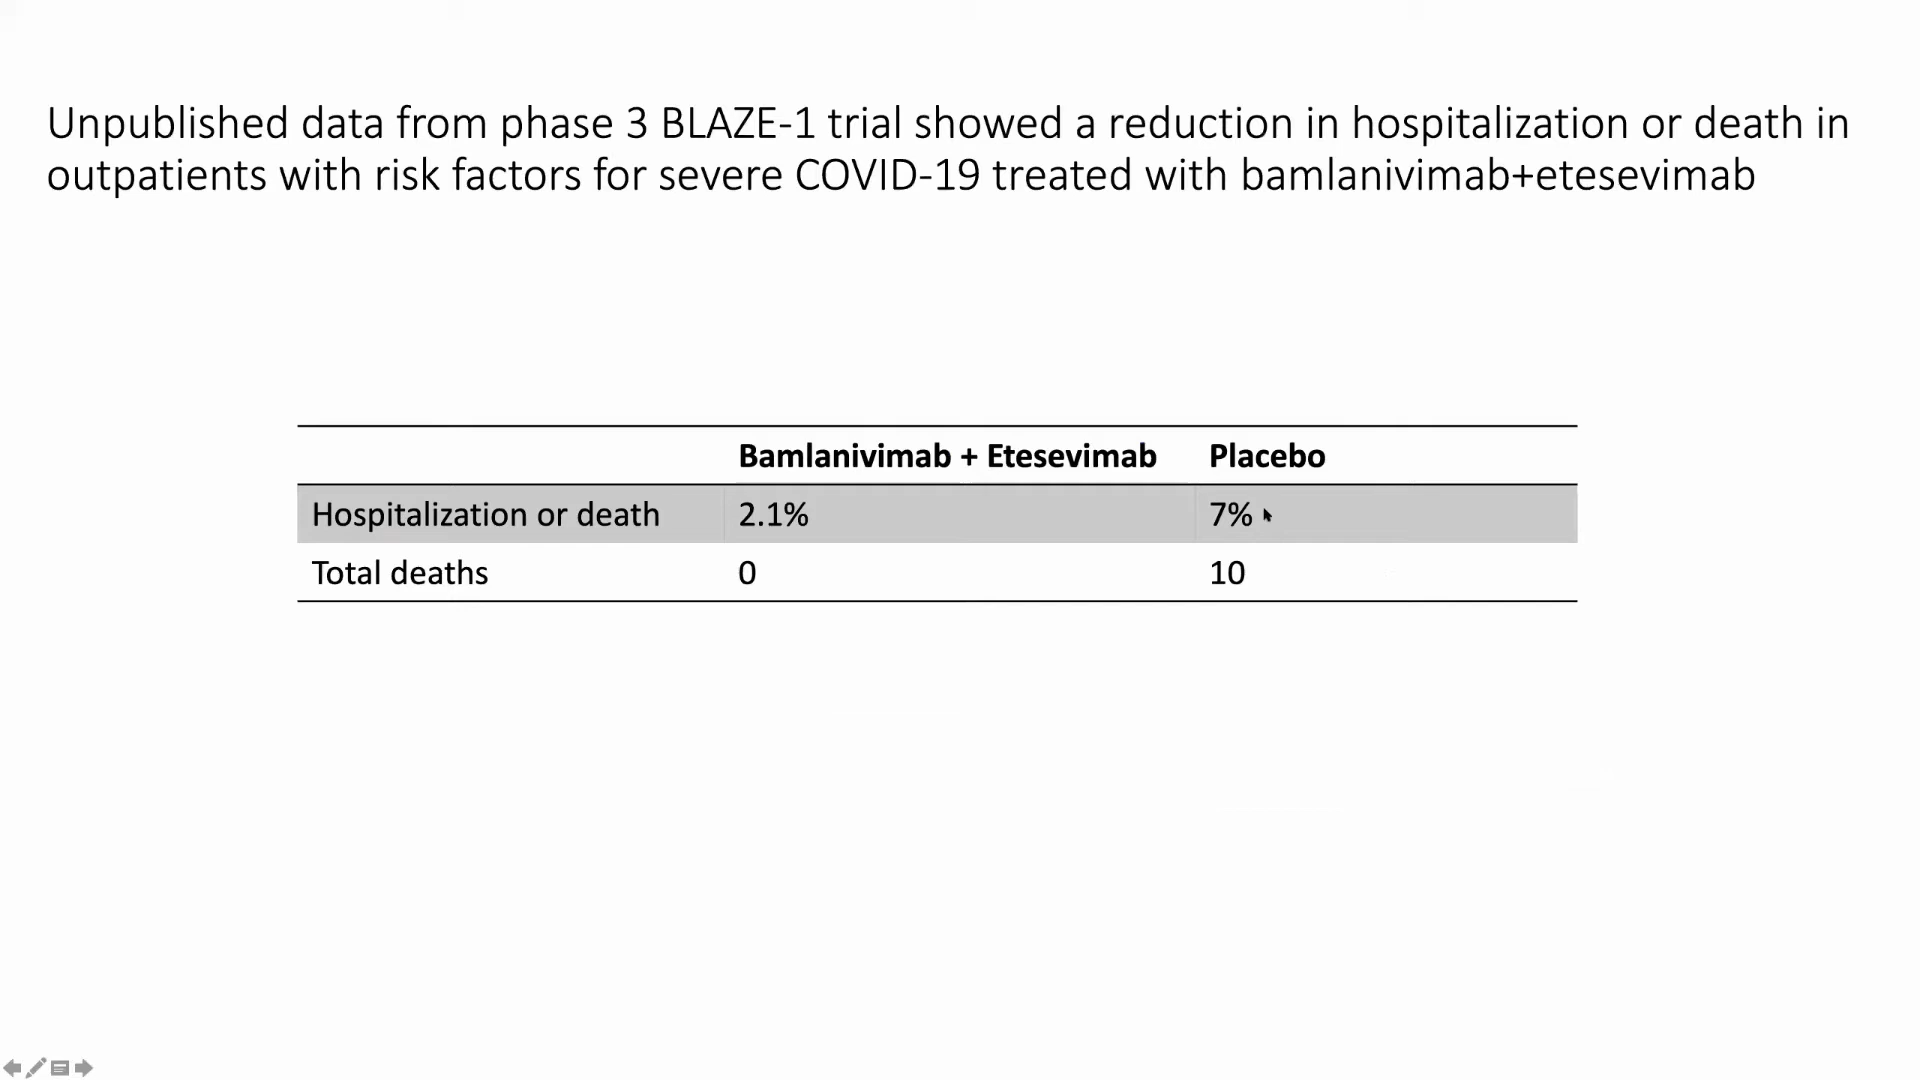 Unpublished data from phase 3 BLAZE-1 trial showed a reduction in hospitalization or death in
outpatients with risk factors for severe COVID-19 treated with bamlanivimab+etesevimab
Bamlanivimab + Etesevimab Placebo
Hospitalization or death 2.1% 7%
Total deaths 0 10